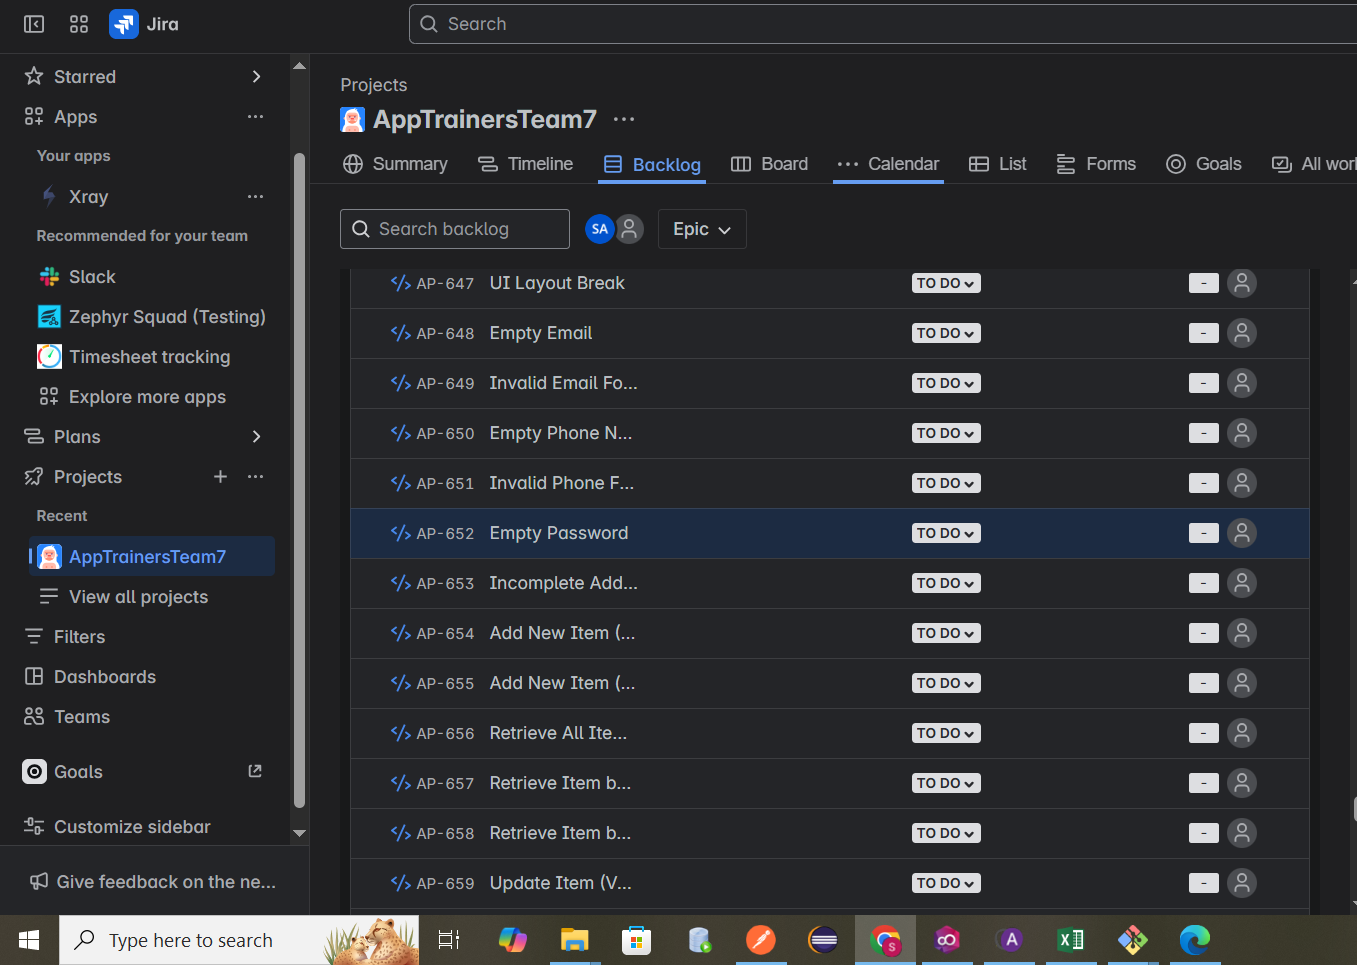 Jira
Search
Starred
Apps
Your apps
Xray
Recommended for your team
Slack
Zephyr Squad (Testing)
Timesheet tracking
Explore more apps
Plans
Projects
Recent
AppTrainersTeam7
View all projects
Filters
Dashboards
Teams
Goals
Customize sidebar
Give feedback on the ne...
Projects
AppTrainersTeam7
Summary Timeline Backlog Board Calendar List Forms Goals All worl
Search backlog SA Epic
AP-647 UI Layout Break TO DO -
AP-648 Empty Email TO DO -
AP-649 Invalid Email Fo... TO DO -
AP-650 Empty Phone N... TO DO -
AP-651 Invalid Phone F... TO DO -
AP-652 Empty Password TO DO -
AP-653 Incomplete Add... TO DO -
AP-654 Add New Item (... TO DO -
AP-655 Add New Item (... TO DO -
AP-656 Retrieve All Ite... TO DO -
AP-657 Retrieve Item b... TO DO -
AP-658 Retrieve Item b... TO DO -
AP-659 Update Item (V... TO DO -
Type here to search
S
A